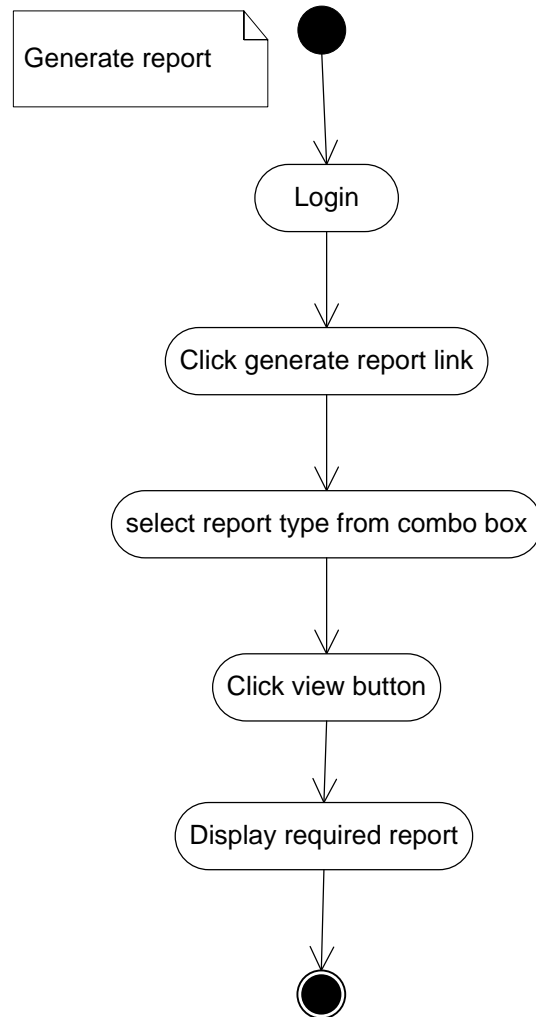 Generate report
Login
Click generate report link
select report type from combo box
Click view button
Display required report